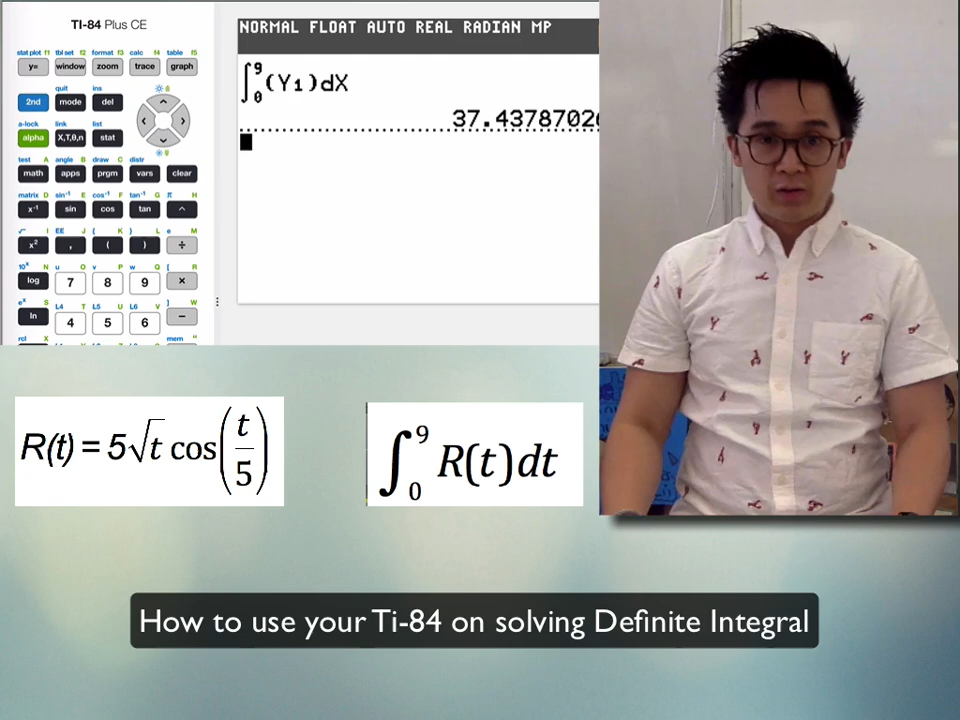 TI-84 Plus CE
NORMAL FLOAT AUTO REAL RADIAN MP
stat plot f1 tbl set f2 format f3 calc f4 table f5
y= window zoom trace graph
∫₀⁹(Y₁)dX
37.43787020
quit ins
2nd mode del
a-lock link list
alpha X,T,θ,n stat
test A angle B draw C distr
math apps prgm vars clear
matrix D sin⁻¹ E cos⁻¹ F tan⁻¹ G π H
x⁻¹ sin cos tan ^
√ I EE J { K } L e M
x² , ( ) ÷
10ˣ N u O v P w Q [ R
log 7 8 9 ×
eˣ S L4 T L5 U L6 V ] W
ln 4 5 6 −
rcl X mem "
R(t) = 5√t cos(t/5)
∫₀⁹ R(t)dt
How to use your Ti-84 on solving Definite Integral